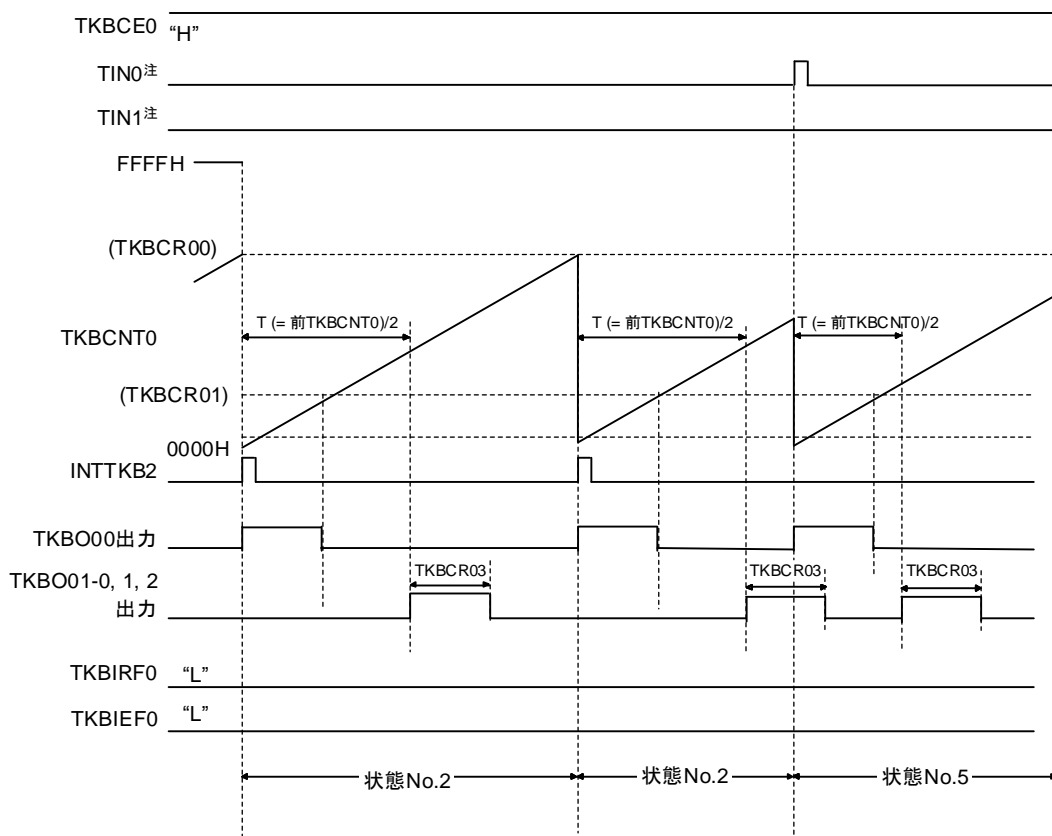 TKBCE0 “H”
TIN0注
TIN1注
FFFFH
(TKBCR00)
T (= 前TKBCNT0)/2 T (= 前TKBCNT0)/2 T (= 前TKBCNT0)/2
TKBCNT0
(TKBCR01)
0000H
INTTKB2
TKBO00出力
TKBO01-0, 1, 2
出力
TKBCR03 TKBCR03 TKBCR03
TKBIRF0 “L”
TKBIEF0 “L”
状態No.2 状態No.2 状態No.5